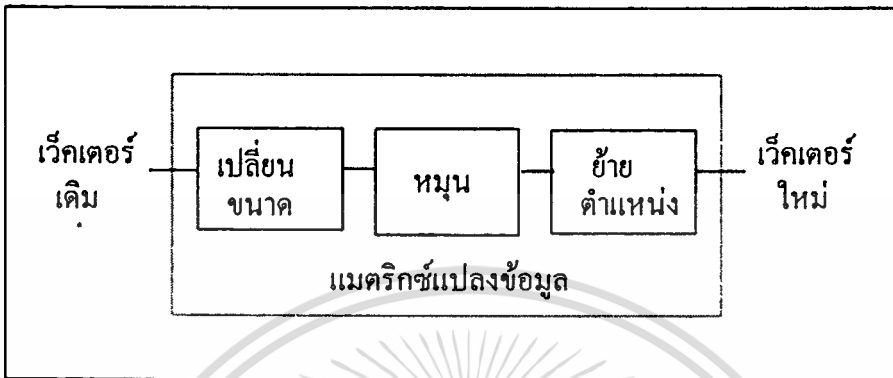 เว็คเตอร์
เดิม
เปลี่ยน
ขนาด
หมุน
ย้าย
ตำแหน่ง
เว็คเตอร์
ใหม่
แมตริกซ์แปลงข้อมูล